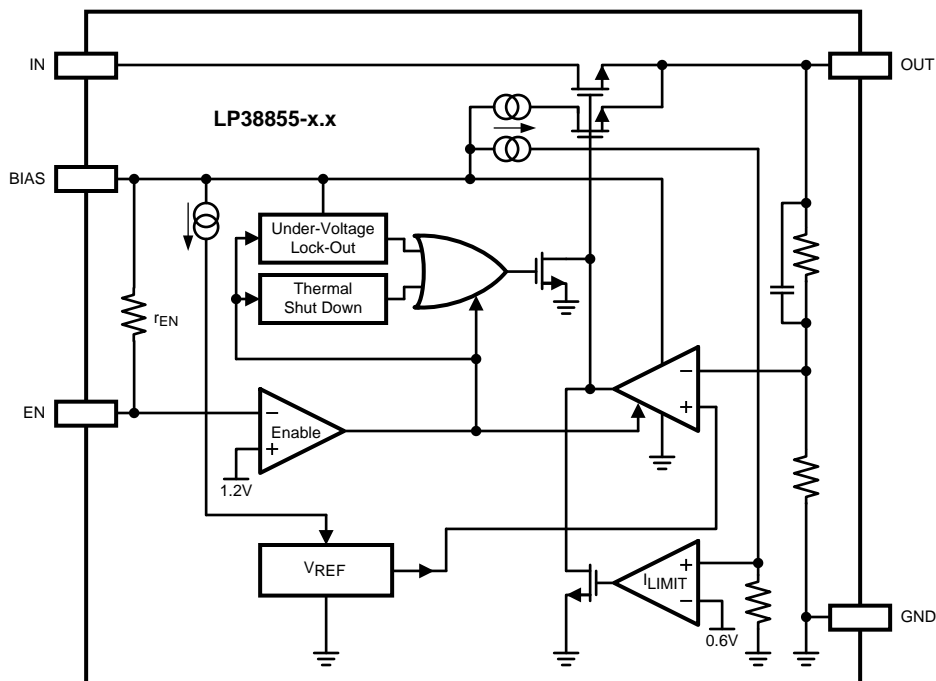 IN
OUT
LP38855-x.x
BIAS
Under-Voltage
Lock-Out
Thermal
Shut Down
rEN
EN
−
Enable
+
1.2V
−
+
VREF
+
ILIMIT
−
0.6V
GND